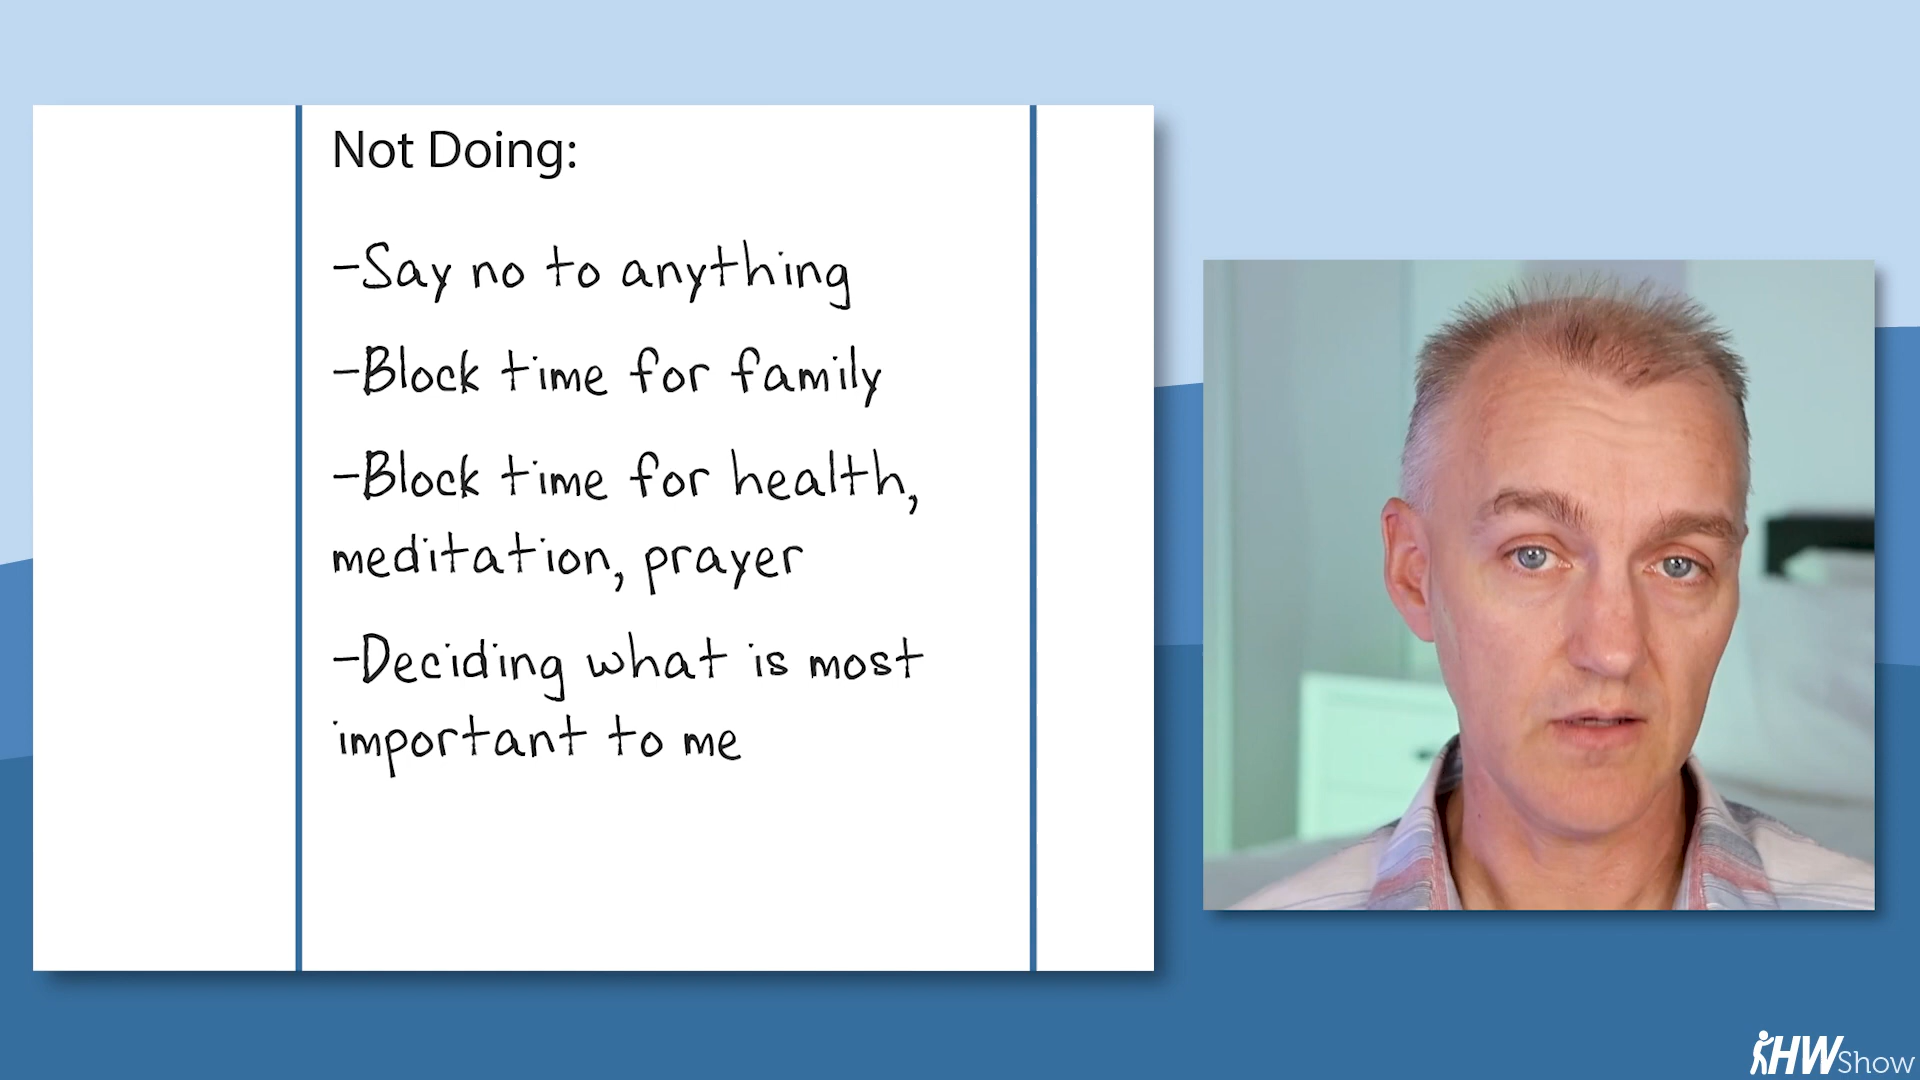 Not Doing:
-Say no to anything
-Block time for family
-Block time for health,
meditation, prayer
-Deciding what is most
important to me
HWShow